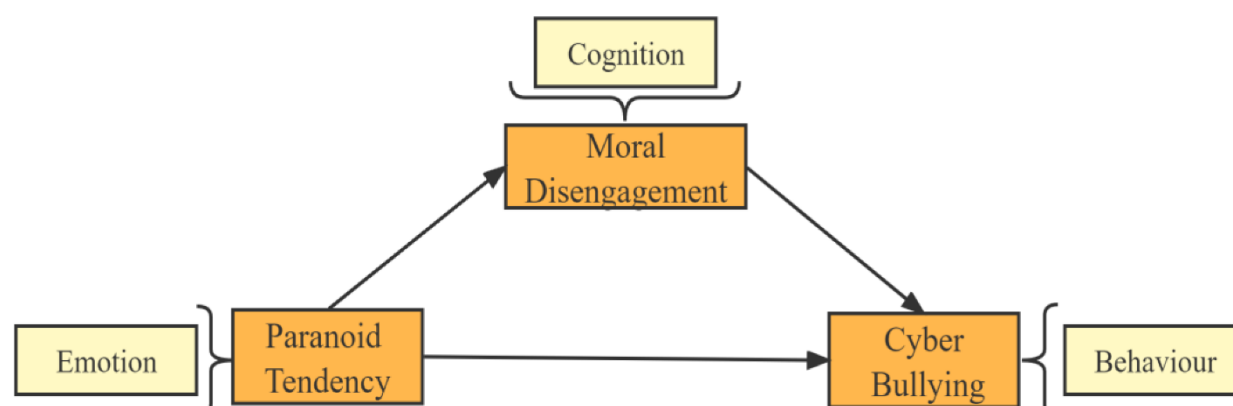 Cognition
Moral
Disengagement
Emotion
Paranoid
Tendency
Cyber
Bullying
Behaviour